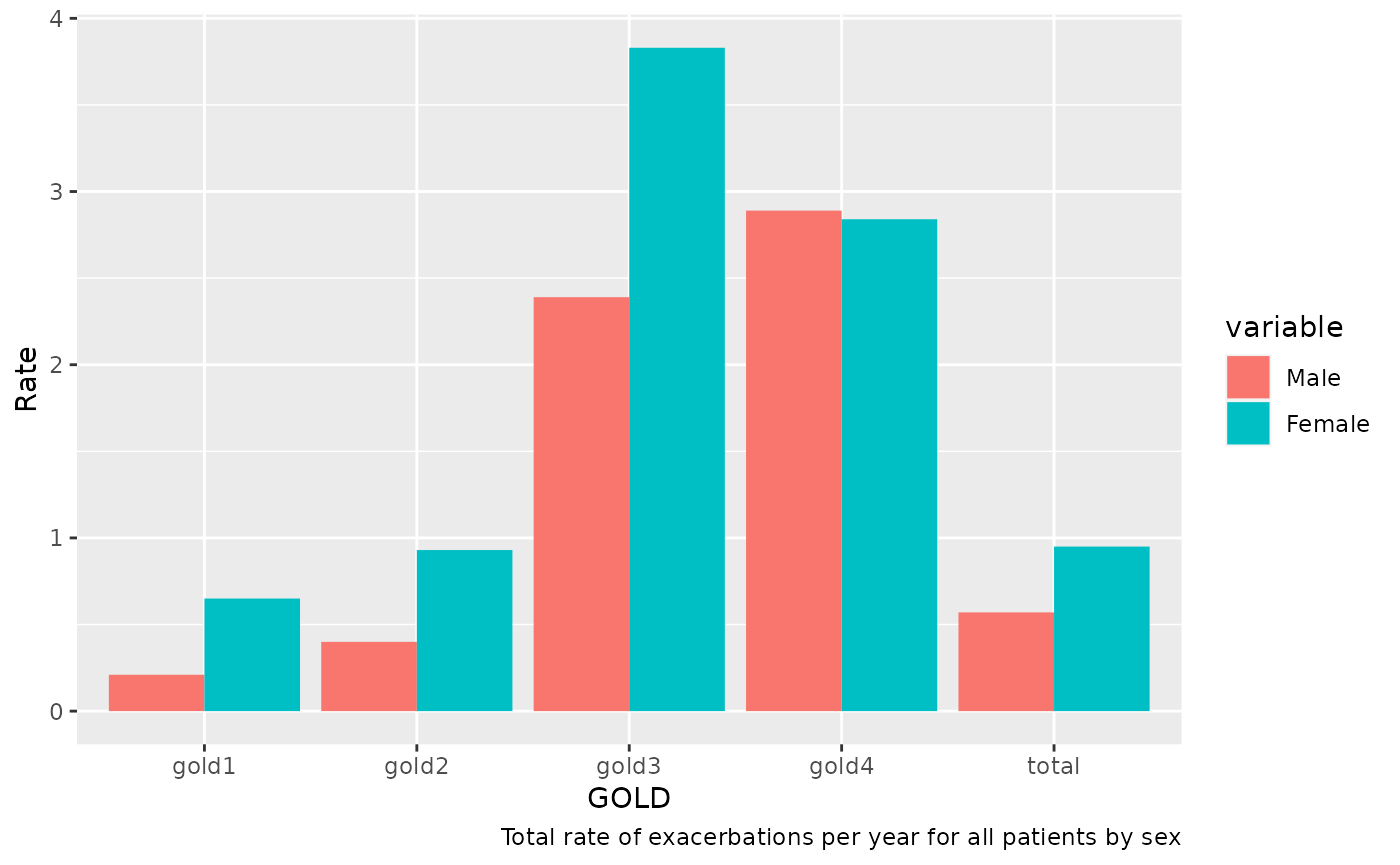 4
3
2
1
0
Rate
gold1 gold2 gold3 gold4 total
GOLD
Total rate of exacerbations per year for all patients by sex
variable
Male
Female